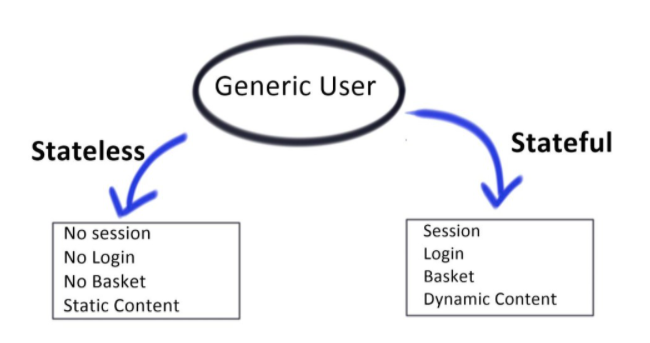 Generic User
Stateless
Stateful
No session
No Login
No Basket
Static Content
Session
Login
Basket
Dynamic Content